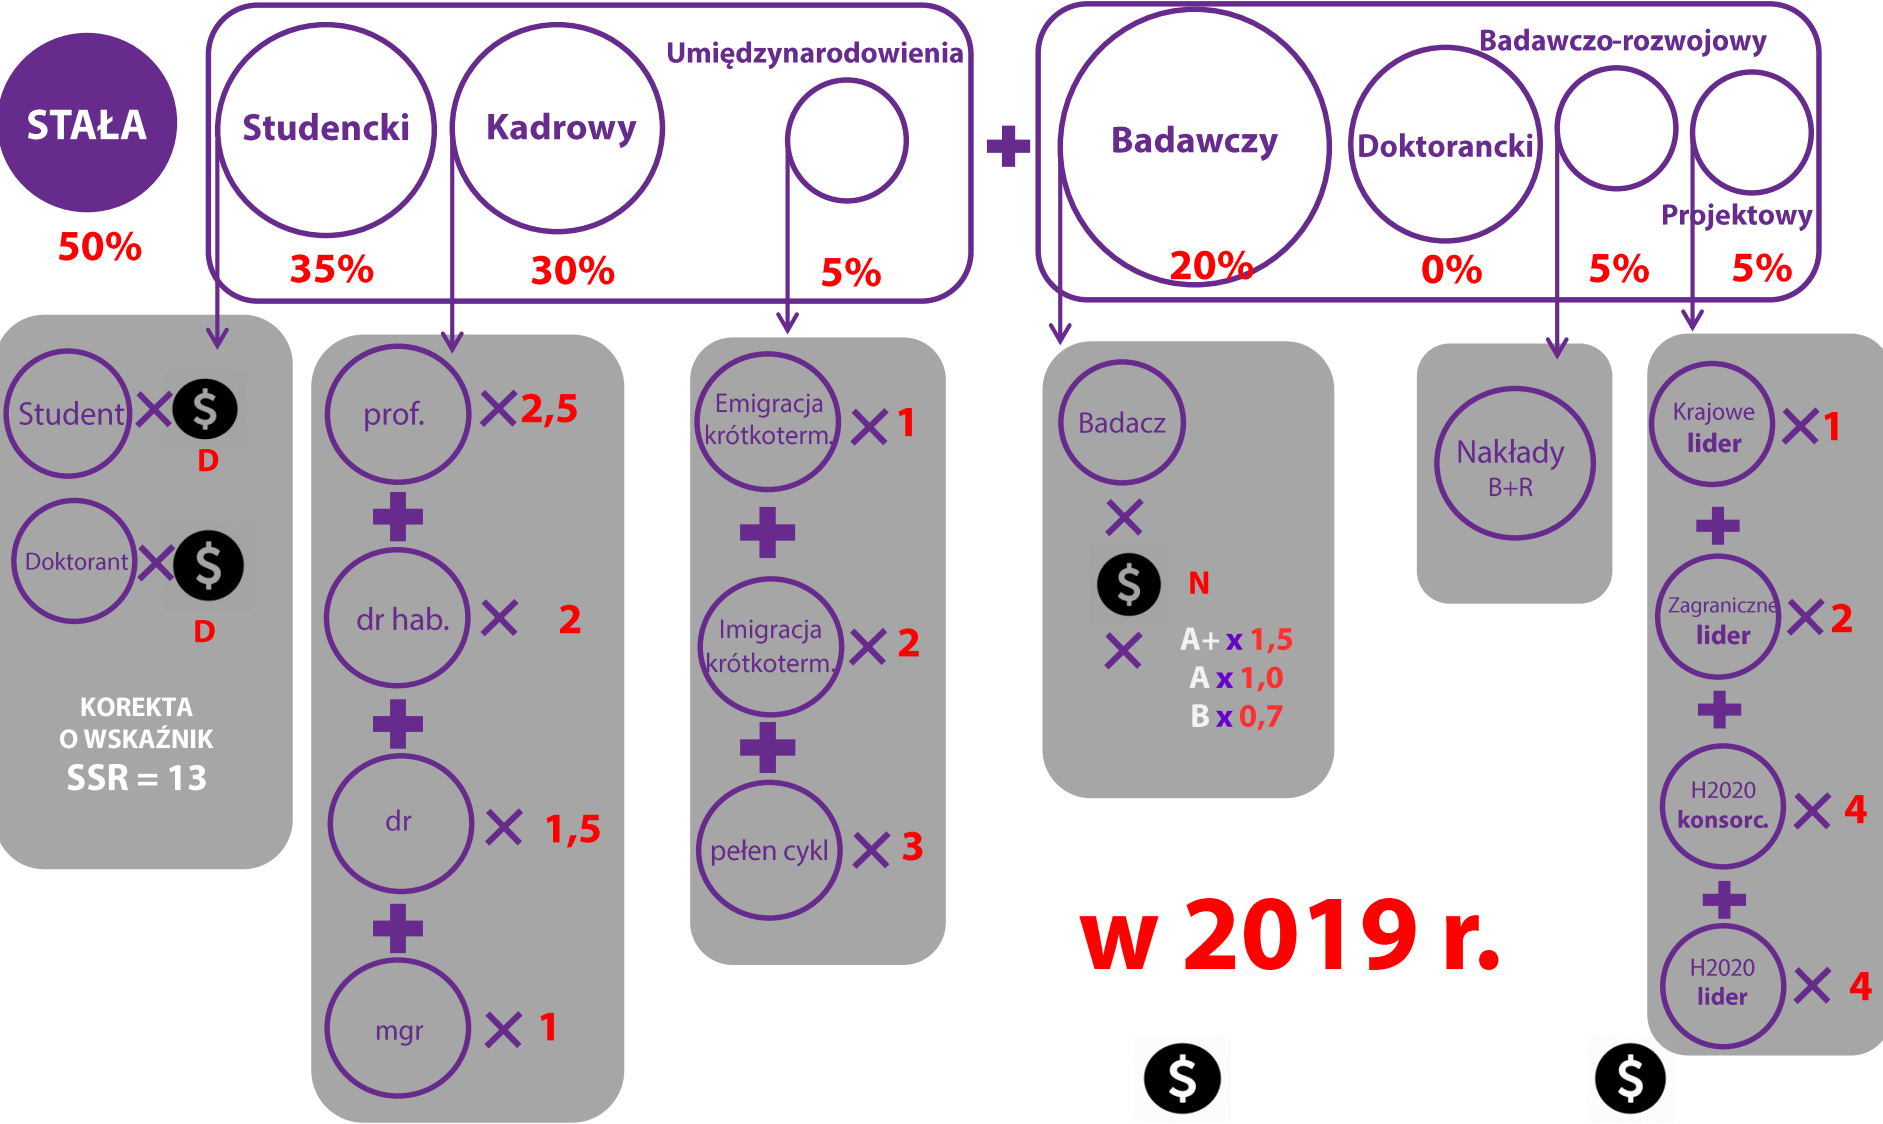 STAŁA
50%
Studencki
35%
Kadrowy
30%
Umiędzynarodowienia
5%
Badawczy
20%
Doktorancki
0%
Badawczo-rozwojowy
5%
Projektowy
5%
Student
$
D
Doktorant
$
D
KOREKTA
O WSKAŹNIK
SSR = 13
prof.
2,5
dr hab.
2
dr
1,5
mgr
1
Emigracja
krótkoterm.
1
Imigracja
krótkoterm.
2
pełen cykl
3
Badacz
$
N
A+ x 1,5
A x 1,0
B x 0,7
Nakłady
B+R
Krajowe
lider
1
Zagraniczne
lider
2
H2020
konsorc.
4
H2020
lider
4
w 2019 r.
$
$